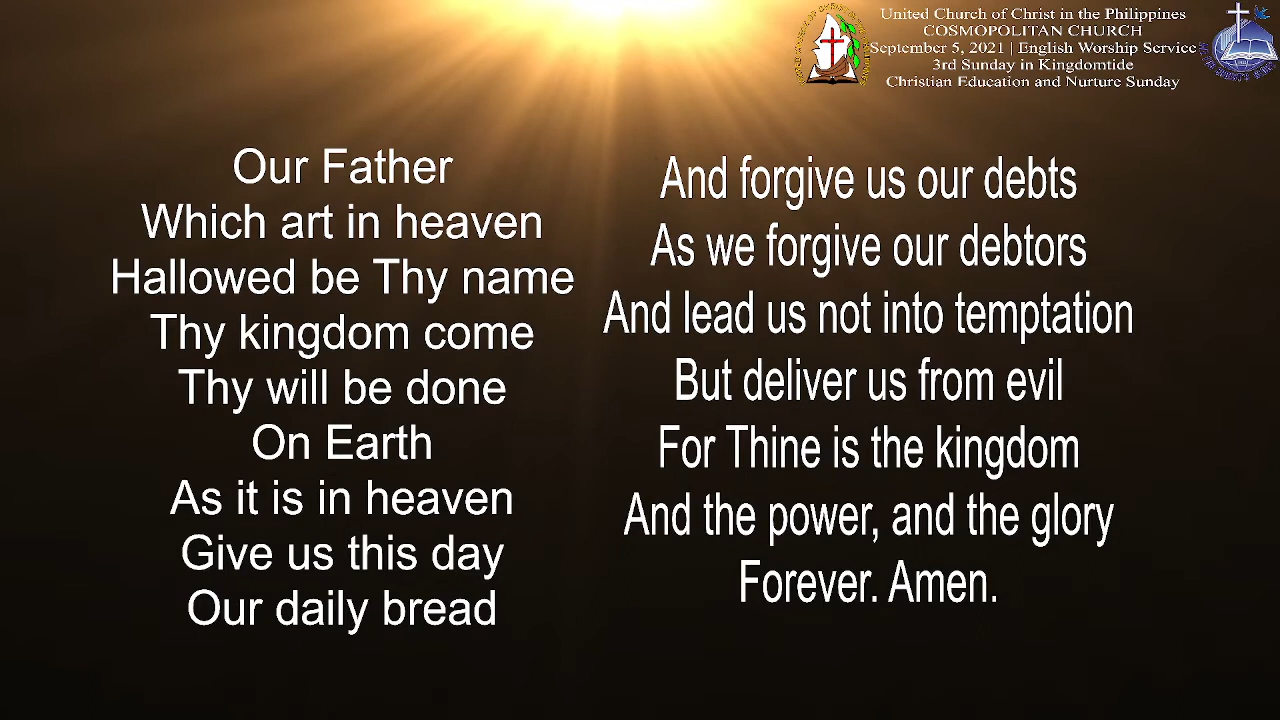 United Church of Christ in the Philippines
COSMOPOLITAN CHURCH
September 5, 2021 | English Worship Service
3rd Sunday in Kingdomtide
Christian Education and Nurture Sunday
Our Father
Which art in heaven
Hallowed be Thy name
Thy kingdom come
Thy will be done
On Earth
As it is in heaven
Give us this day
Our daily bread
And forgive us our debts
As we forgive our debtors
And lead us not into temptation
But deliver us from evil
For Thine is the kingdom
And the power, and the glory
Forever. Amen.